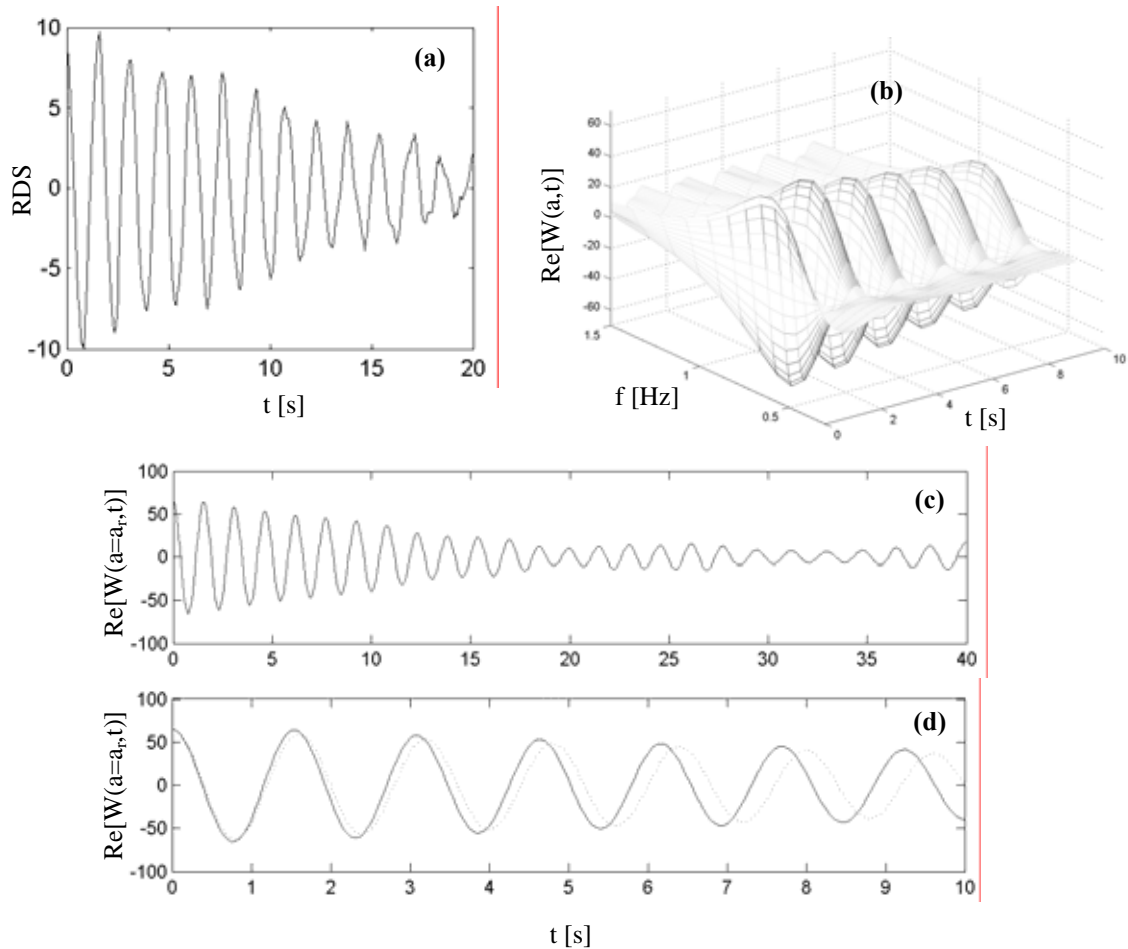 (a)
RDS
10
5
0
-5
-10
0 5 10 15 20
t [s]
(b)
Re[W(a,t)]
60
40
20
0
-20
-40
-60
1.5
1
0.5
f [Hz]
0 2 4 6 8 10
t [s]
(c)
Re[W(a=aᵣ,t)]
100
50
0
-50
-100
0 5 10 15 20 25 30 35 40
(d)
Re[W(a=aᵣ,t)]
100
50
0
-50
-100
0 1 2 3 4 5 6 7 8 9 10
t [s]